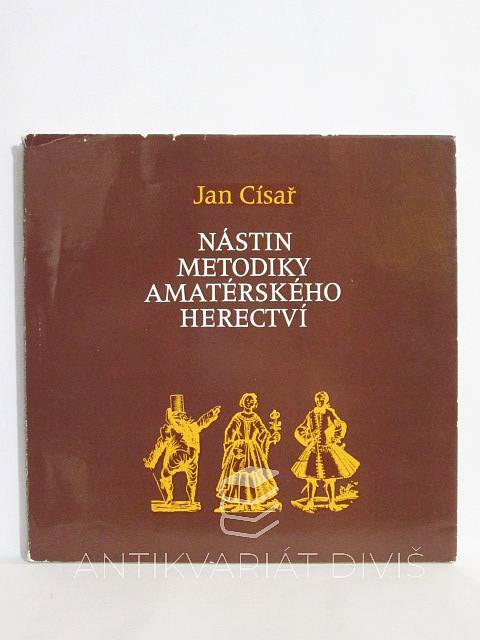 Jan Císař
NÁSTIN
METODIKY
AMATÉRSKÉHO
HERECTVÍ
ANTIKVARIÁT DIVIŠ